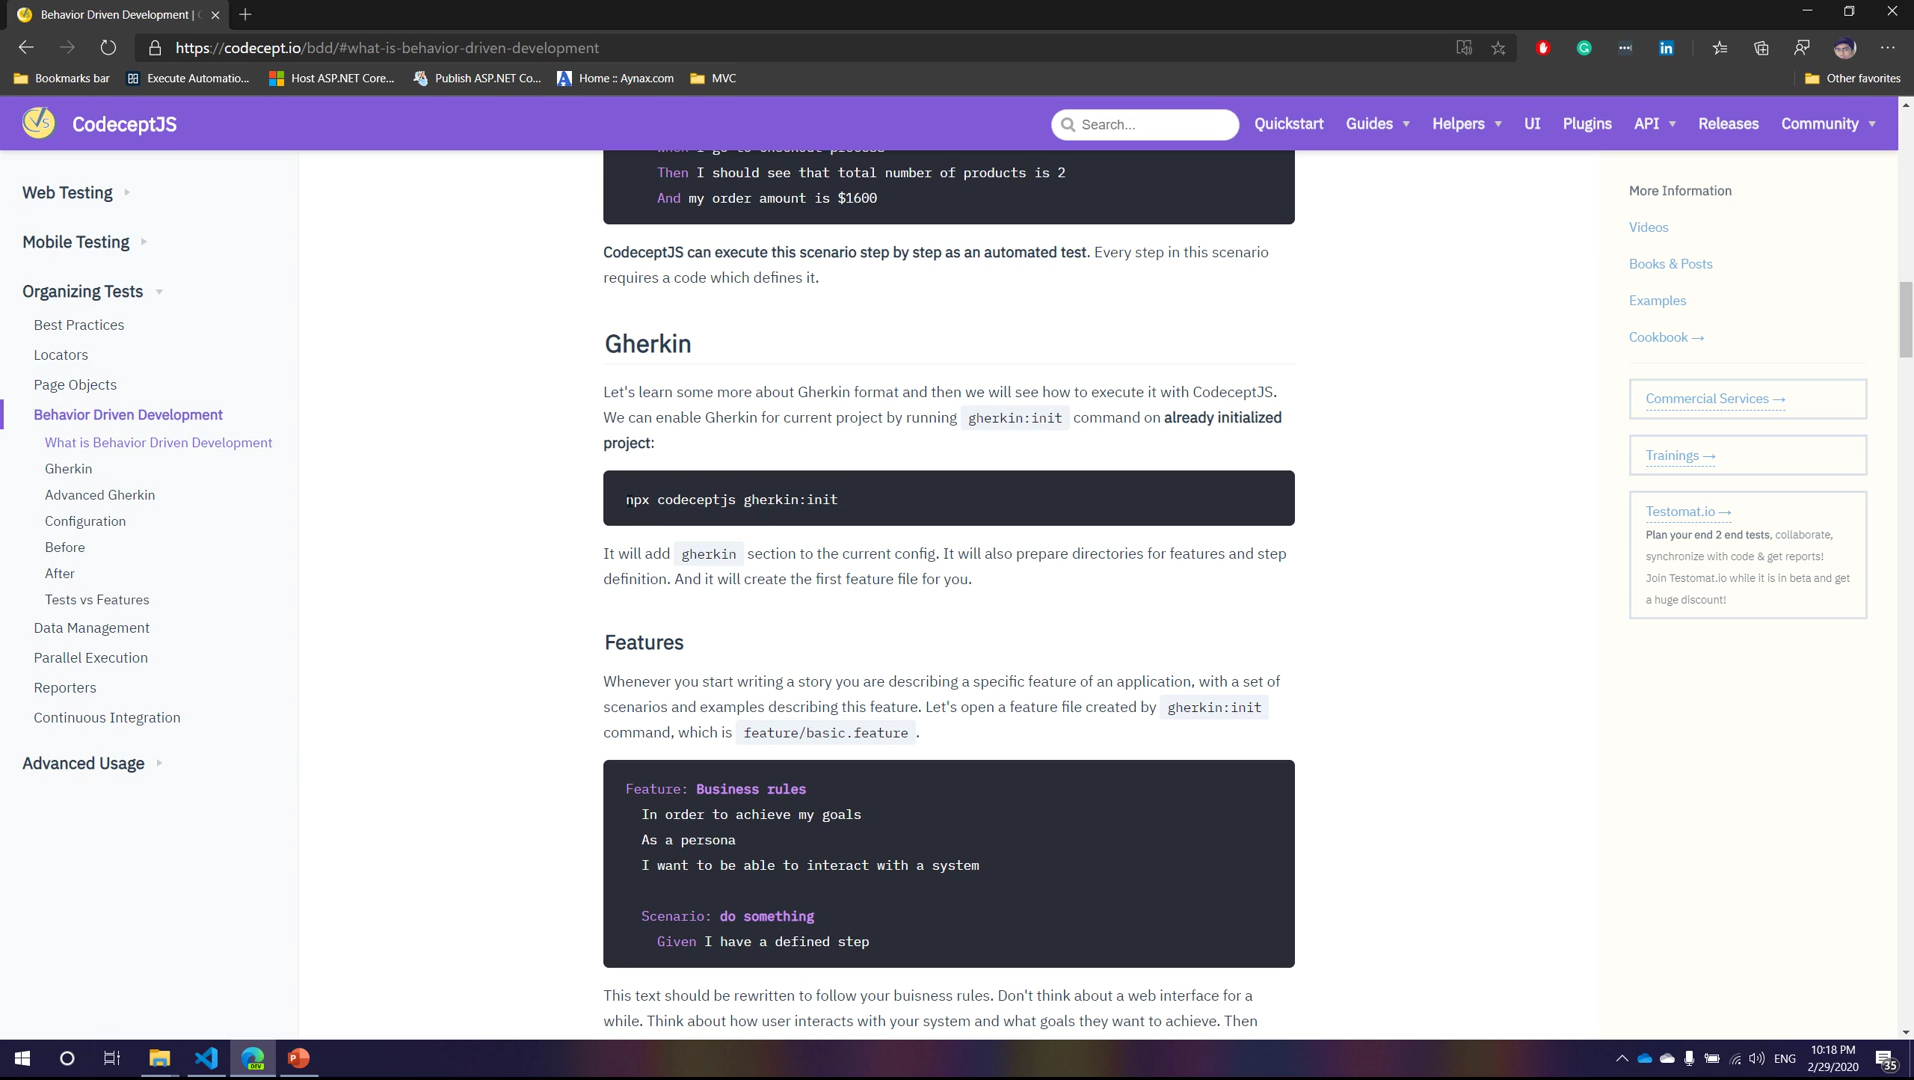 Behavior Driven Development |
https://codecept.io/bdd/#what-is-behavior-driven-development
Bookmarks bar
Execute Automatio...
Host ASP.NET Core...
Publish ASP.NET Co...
Home :: Aynax.com
MVC
Other favorites
CodeceptJS
Search...
Quickstart
Guides
Helpers
UI
Plugins
API
Releases
Community
Web Testing
Mobile Testing
Organizing Tests
Best Practices
Locators
Page Objects
Behavior Driven Development
What is Behavior Driven Development
Gherkin
Advanced Gherkin
Configuration
Before
After
Tests vs Features
Data Management
Parallel Execution
Reporters
Continuous Integration
Advanced Usage
When I go to checkout process
Then I should see that total number of products is 2
And my order amount is $1600
CodeceptJS can execute this scenario step by step as an automated test. Every step in this scenario
requires a code which defines it.
Gherkin
Let's learn some more about Gherkin format and then we will see how to execute it with CodeceptJS.
We can enable Gherkin for current project by running gherkin:init command on already initialized
project:
npx codeceptjs gherkin:init
It will add gherkin section to the current config. It will also prepare directories for features and step
definition. And it will create the first feature file for you.
Features
Whenever you start writing a story you are describing a specific feature of an application, with a set of
scenarios and examples describing this feature. Let's open a feature file created by gherkin:init
command, which is feature/basic.feature .
Feature: Business rules
In order to achieve my goals
As a persona
I want to be able to interact with a system
Scenario: do something
Given I have a defined step
This text should be rewritten to follow your buisness rules. Don't think about a web interface for a
while. Think about how user interacts with your system and what goals they want to achieve. Then
More Information
Videos
Books & Posts
Examples
Cookbook →
Commercial Services →
Trainings →
Testomat.io →
Plan your end 2 end tests, collaborate,
synchronize with code & get reports!
Join Testomat.io while it is in beta and get
a huge discount!
ENG
10:18 PM
2/29/2020
35